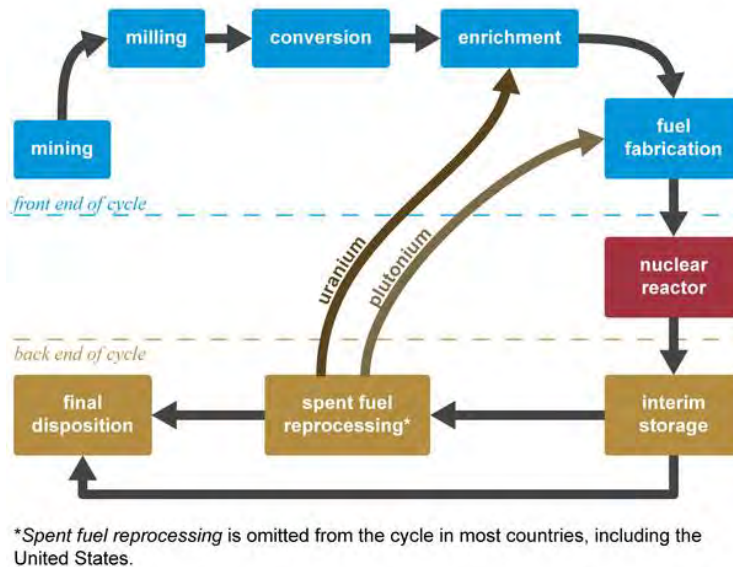 milling
conversion
enrichment
mining
fuel
fabrication
front end of cycle
uranium
plutonium
nuclear
reactor
back end of cycle
final
disposition
spent fuel
reprocessing*
interim
storage
*Spent fuel reprocessing is omitted from the cycle in most countries, including the
United States.